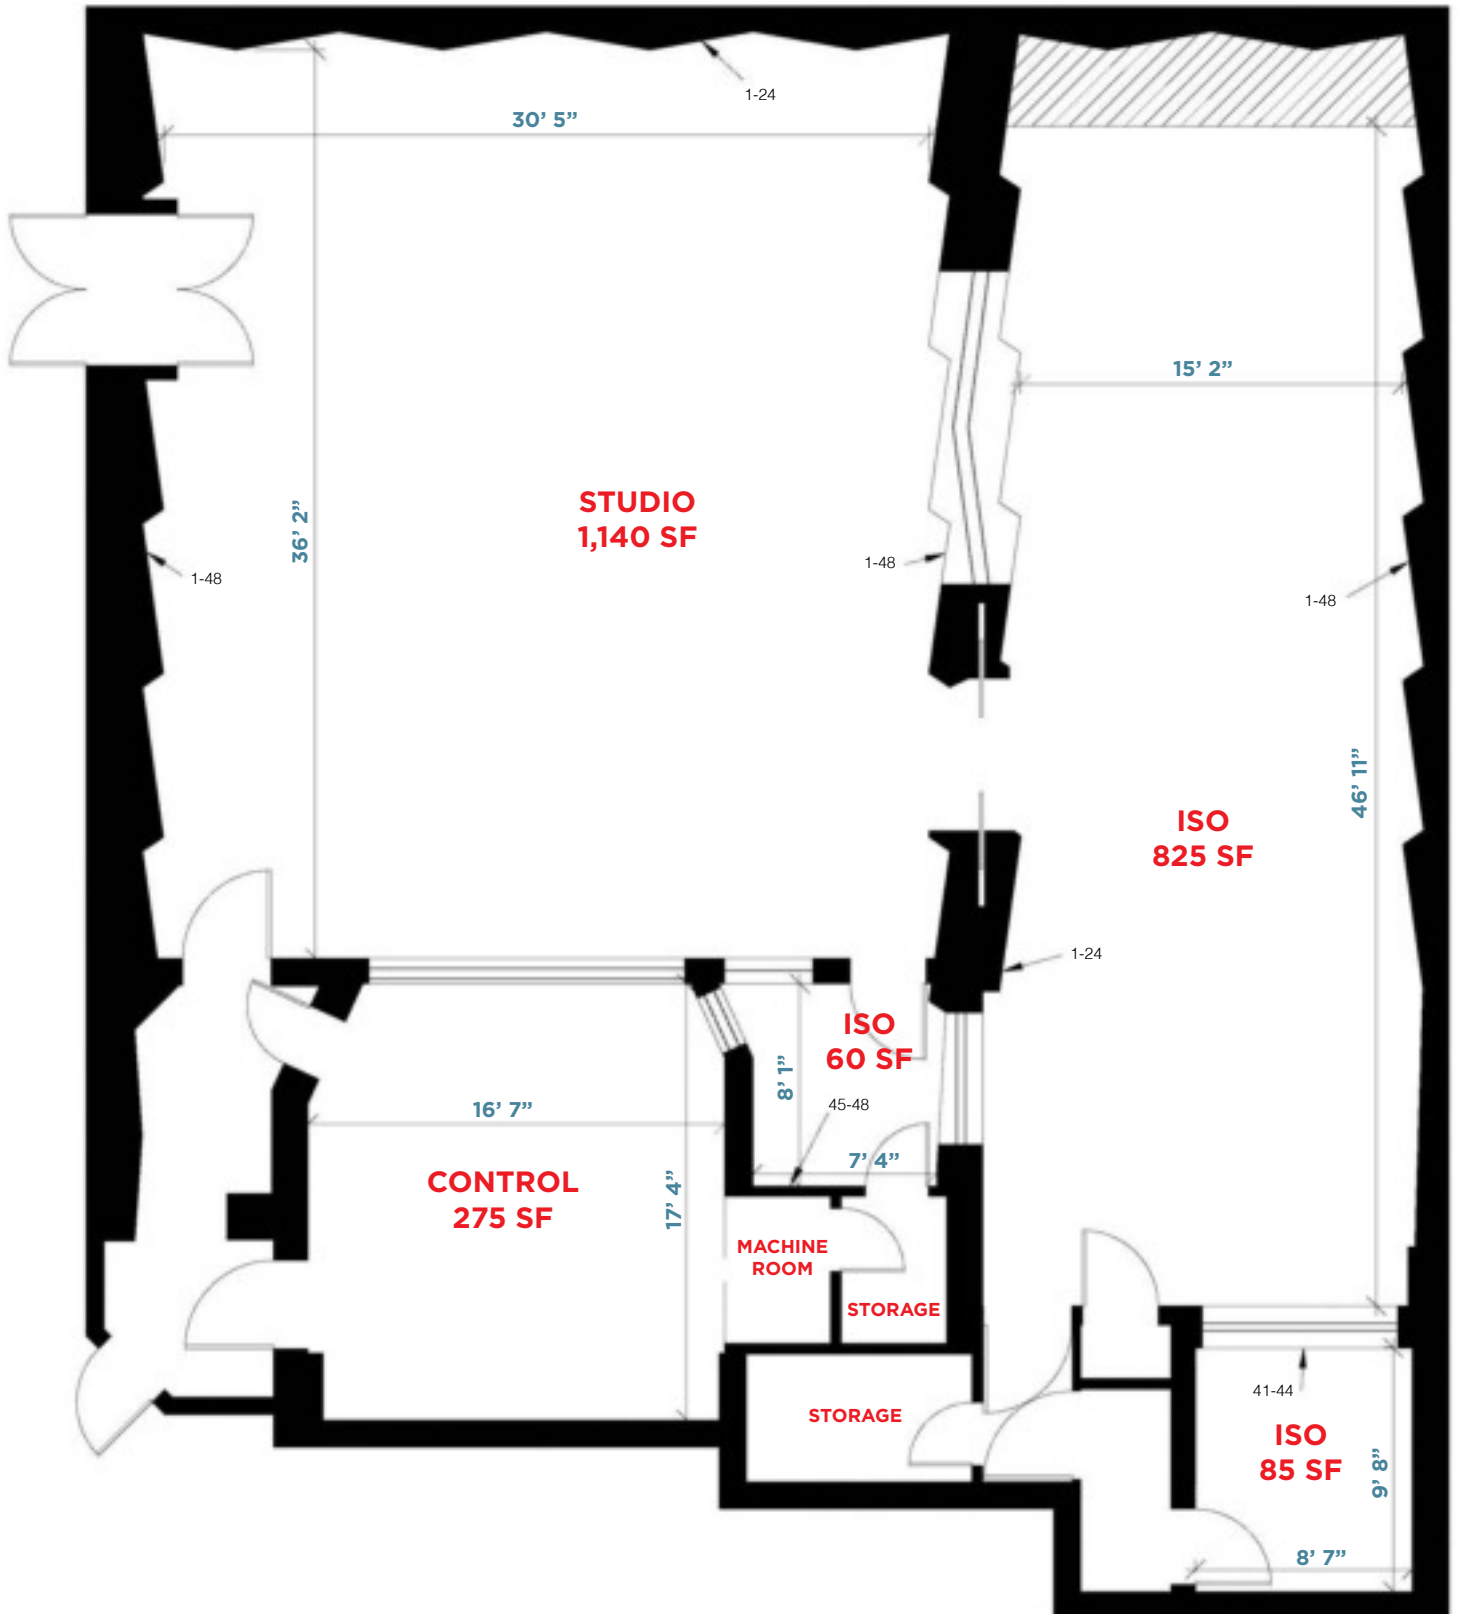 1-24
30’ 5”
15’ 2”
STUDIO
1,140 SF
36’ 2”
1-48
1-48
1-48
46’ 11”
ISO
825 SF
1-24
ISO
60 SF
8’ 1”
45-48
7’ 4”
16’ 7”
CONTROL
275 SF
17’ 4”
MACHINE
ROOM
STORAGE
STORAGE
41-44
ISO
85 SF
9’ 8”
8’ 7”